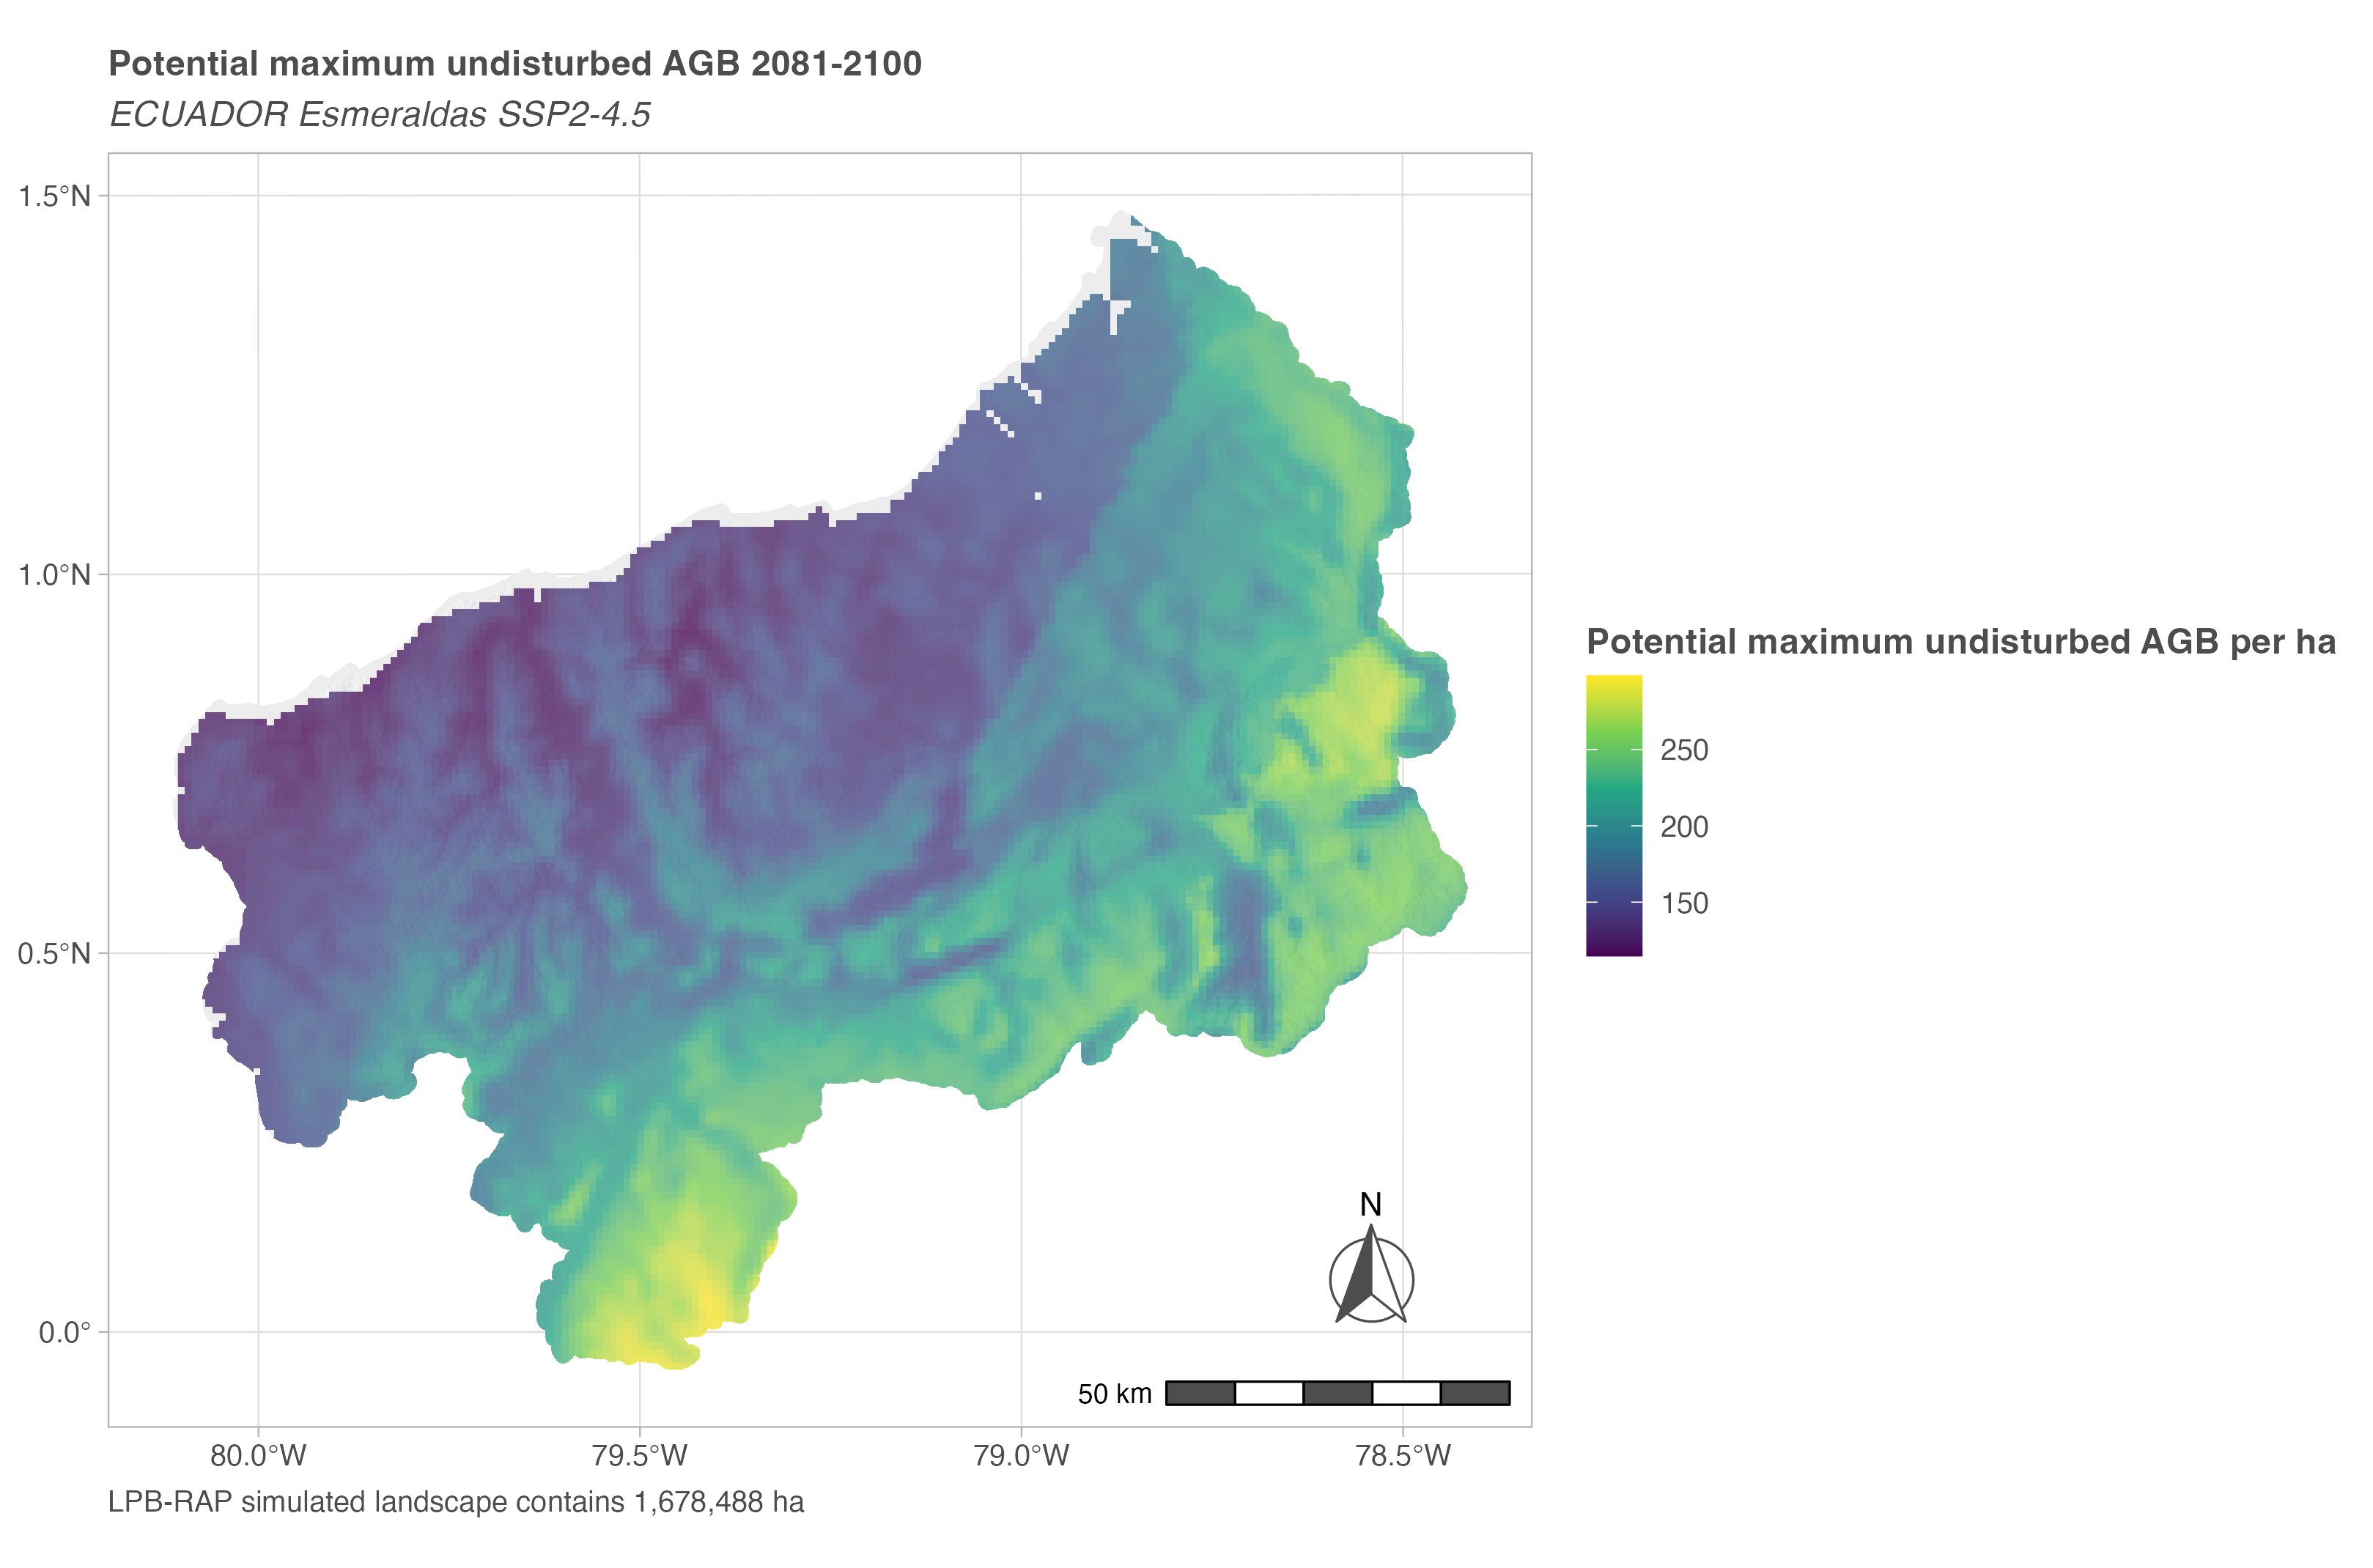 Potential maximum undisturbed AGB 2081-2100
ECUADOR Esmeraldas SSP2-4.5
1.5°N
1.0°N
0.5°N
0.0°
80.0°W
79.5°W
79.0°W
78.5°W
N
50 km
Potential maximum undisturbed AGB per ha
250
200
150
LPB-RAP simulated landscape contains 1,678,488 ha